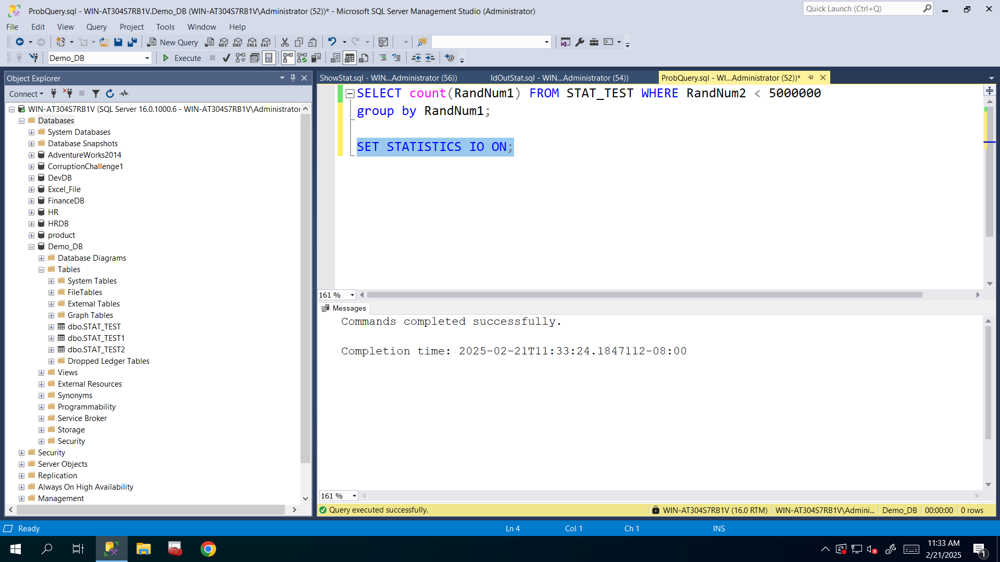 ProbQuery.sql - WIN-AT304S7RB1V.Demo_DB (WIN-AT304S7RB1V\Administrator (52))* - Microsoft SQL Server Management Studio (Administrator)
Quick Launch (Ctrl+Q)
File Edit View Query Project Tools Window Help
New Query
MDX DMX XMLA DAX
Demo_DB
Execute
Object Explorer
Connect
WIN-AT304S7RB1V (SQL Server 16.0.1000.6 - WIN-AT304S7RB1V\Administrator
Databases
System Databases
Database Snapshots
AdventureWorks2014
CorruptionChallenge1
DevDB
Excel_File
FinanceDB
HR
HRDB
product
Demo_DB
Database Diagrams
Tables
System Tables
FileTables
External Tables
Graph Tables
dbo.STAT_TEST
dbo.STAT_TEST1
dbo.STAT_TEST2
Dropped Ledger Tables
Views
External Resources
Synonyms
Programmability
Service Broker
Storage
Security
Security
Server Objects
Replication
Always On High Availability
Management
ShowStat.sql - WIN...Administrator (56))
IdOutStat.sql - WIN...Administrator (54))
ProbQuery.sql - WI...Administrator (52))*
SELECT count(RandNum1) FROM STAT_TEST WHERE RandNum2 < 5000000
group by RandNum1;
SET STATISTICS IO ON;
161 %
Messages
Commands completed successfully.
Completion time: 2025-02-21T11:33:24.1847112-08:00
161 %
Query executed successfully.
WIN-AT304S7RB1V (16.0 RTM)
WIN-AT304S7RB1V\Admini...
Demo_DB
00:00:00
0 rows
Ready
Ln 4
Col 1
Ch 1
INS
11:33 AM
2/21/2025
1